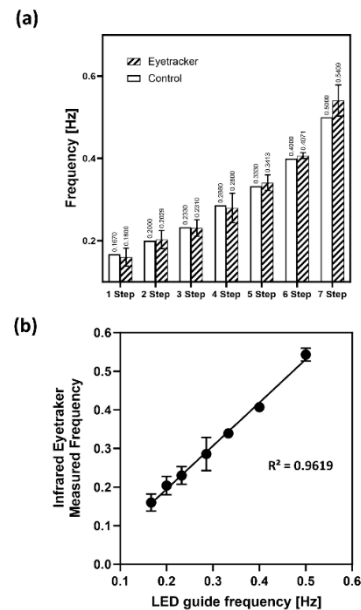 (a)
Eyetracker
Control
Frequency [Hz]
0.6
0.4
0.2
0.1670
0.1600
0.2000
0.2029
0.2330
0.2310
0.2860
0.2800
0.3330
0.3413
0.4000
0.4071
0.5000
0.5409
1 Step
2 Step
3 Step
4 Step
5 Step
6 Step
7 Step
(b)
Infrared Eyetraker
Measured Frequency
0.6
0.5
0.4
0.3
0.2
0.1
0.0
R² = 0.9619
0.1
0.2
0.3
0.4
0.5
0.6
LED guide frequency [Hz]